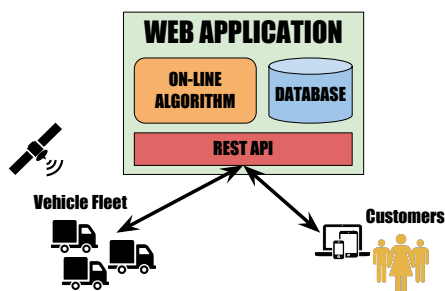 WEB APPLICATION
ON-LINE
ALGORITHM
DATABASE
REST API
Vehicle Fleet
Customers